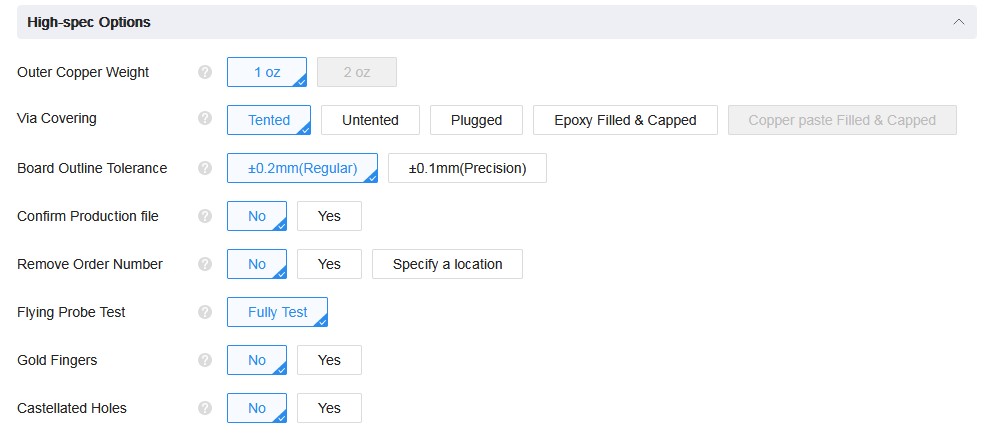 High-spec Options
Outer Copper Weight ? 1 oz 2 oz
Via Covering ? Tented Untented Plugged Epoxy Filled & Capped Copper paste Filled & Capped
Board Outline Tolerance ? ±0.2mm(Regular) ±0.1mm(Precision)
Confirm Production file ? No Yes
Remove Order Number ? No Yes Specify a location
Flying Probe Test ? Fully Test
Gold Fingers ? No Yes
Castellated Holes ? No Yes